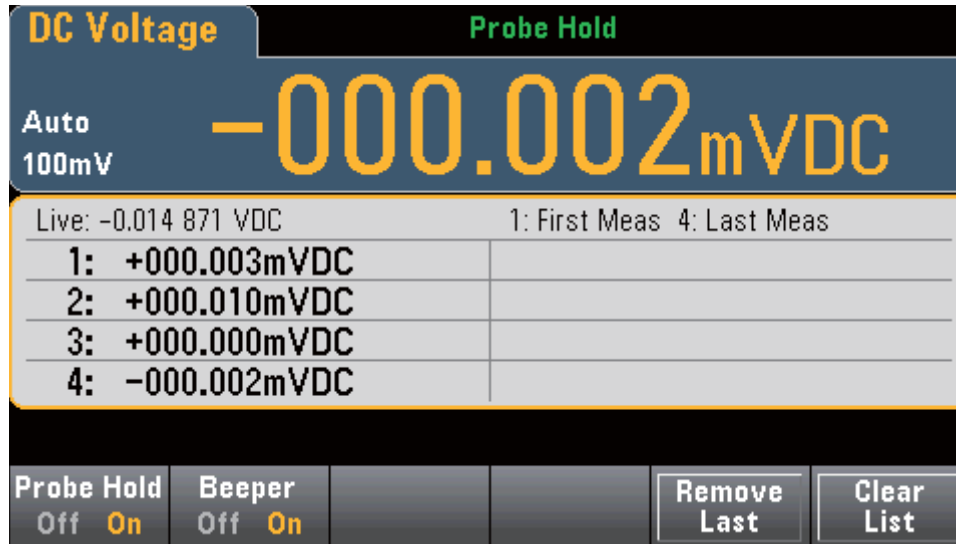 DC Voltage
Probe Hold
Auto
100mV
-000.002mVDC
Live: -0.014 871 VDC
1: First Meas 4: Last Meas
1: +000.003mVDC
2: +000.010mVDC
3: +000.000mVDC
4: -000.002mVDC
Probe Hold
Off On
Beeper
Off On
Remove
Last
Clear
List